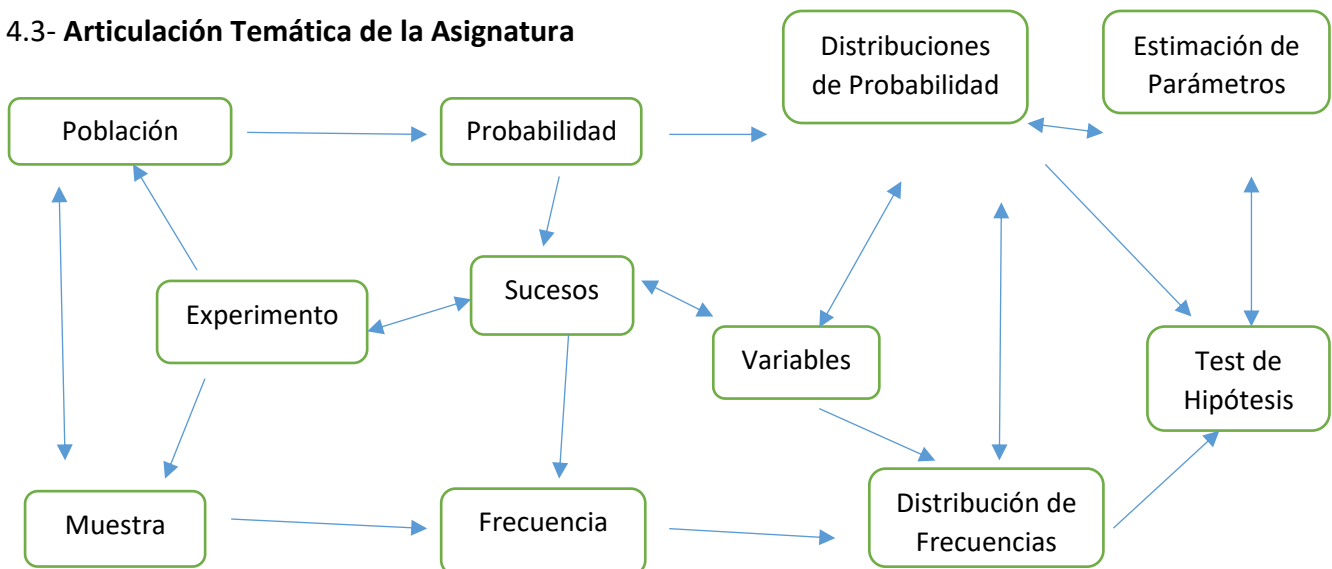 4.3- Articulación Temática de la Asignatura
Distribuciones
de Probabilidad
Estimación de
Parámetros
Población
Probabilidad
Sucesos
Experimento
Variables
Test de
Hipótesis
Muestra
Frecuencia
Distribución de
Frecuencias